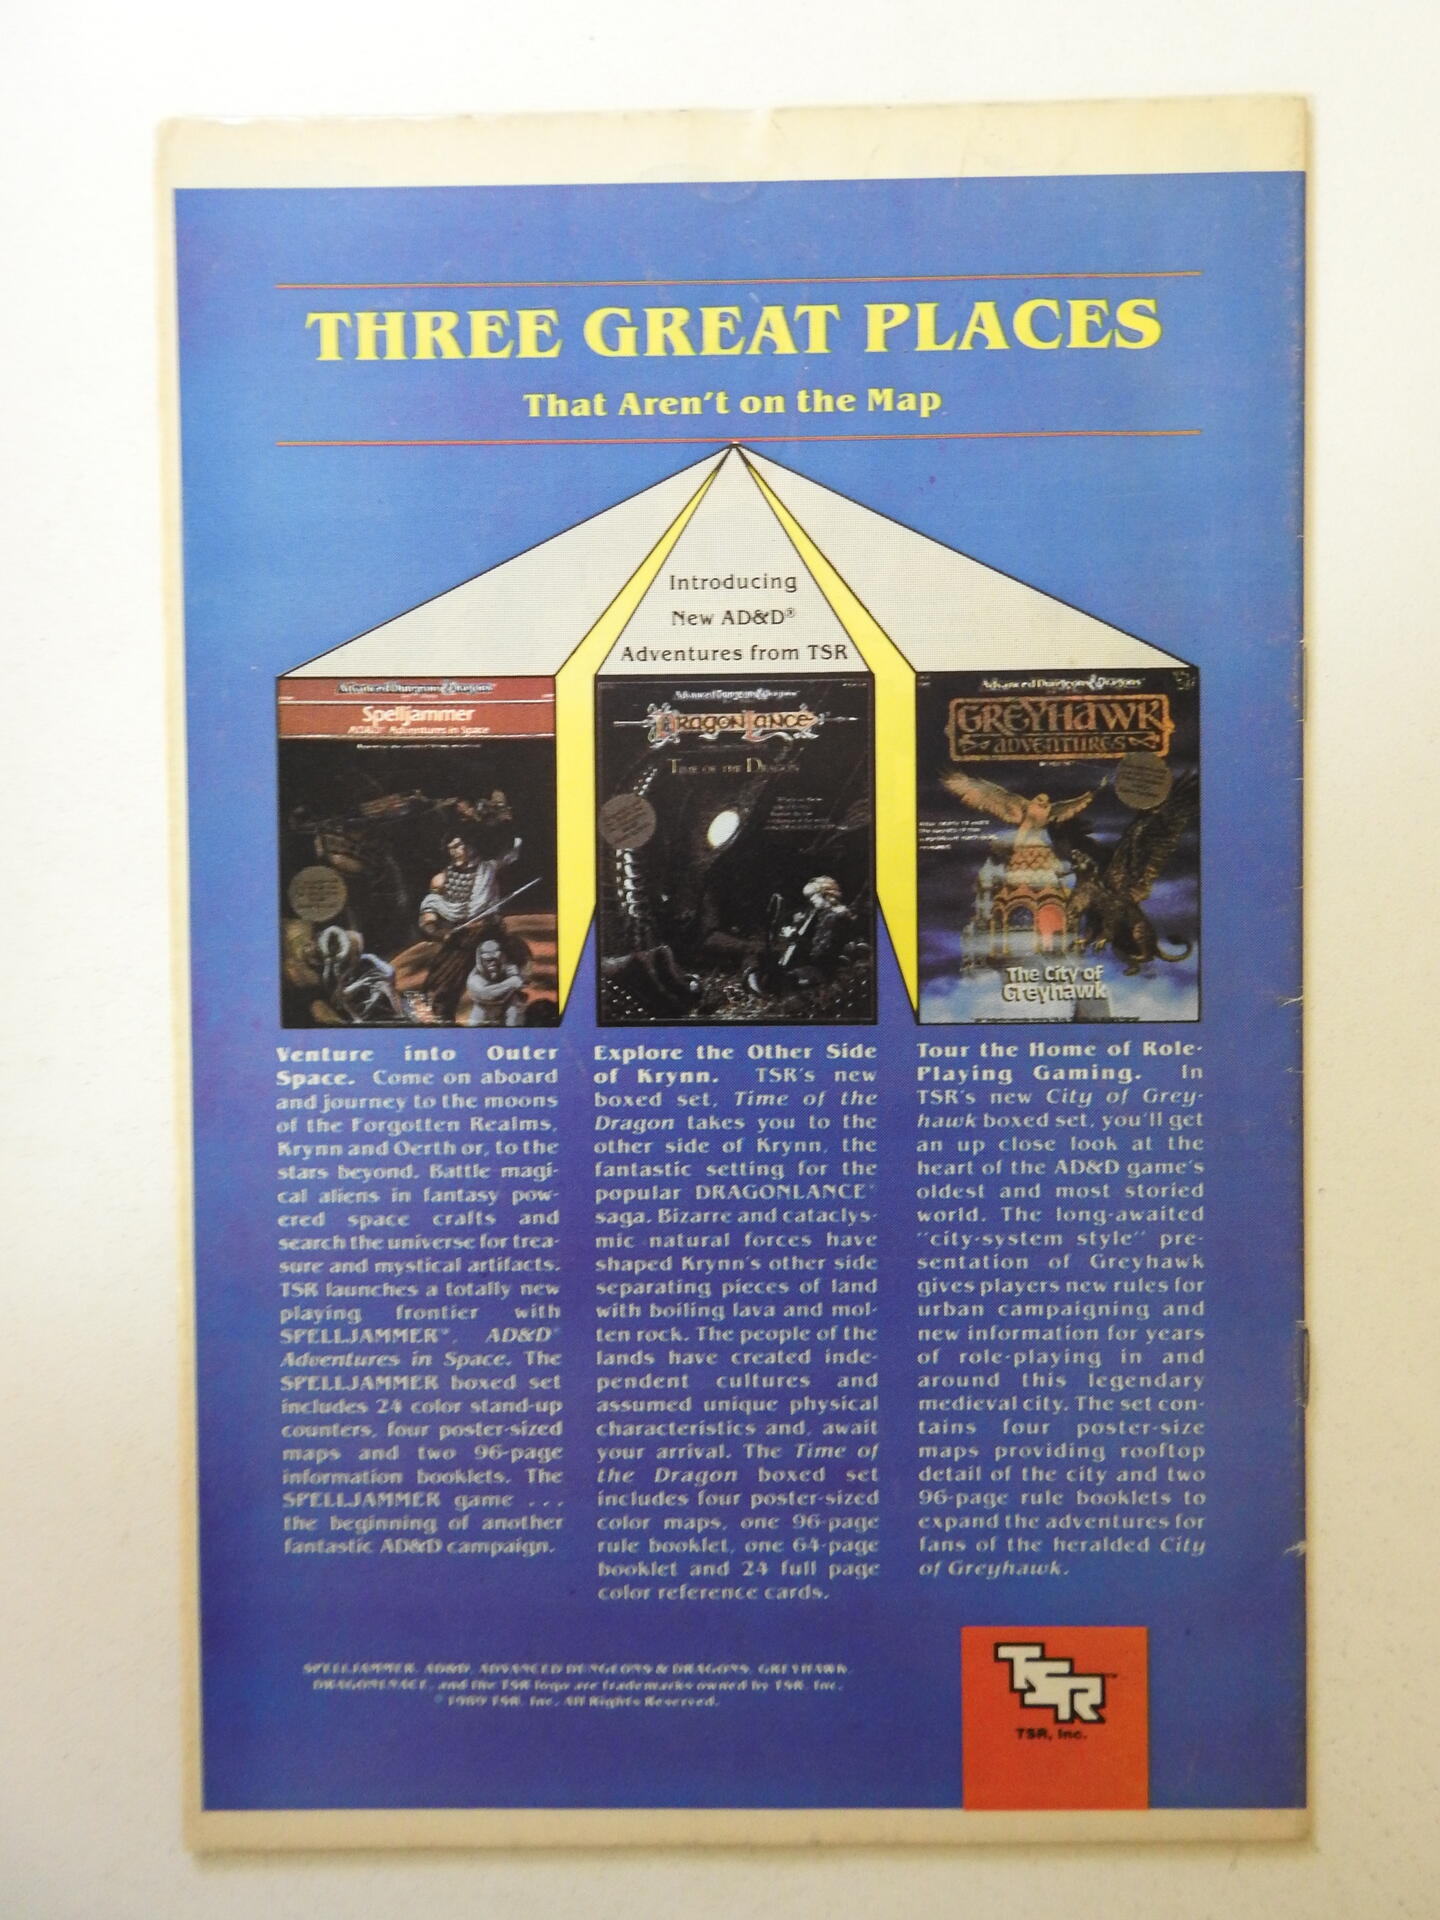 THREE GREAT PLACES
That Aren't on the Map
Introducing
New AD&D®
Adventures from TSR
Advanced Dungeons & Dragons
Spelljammer
AD&D Adventures in Space
Advanced Dungeons & Dragons
DRAGONLANCE
TIME OF THE DRAGON
Advanced Dungeons & Dragons
GREYHAWK
ADVENTURES
The City of
Greyhawk
Venture into Outer
Space. Come on aboard
and journey to the moons
of the Forgotten Realms,
Krynn and Oerth or, to the
stars beyond. Battle magi-
cal aliens in fantasy pow-
ered space crafts and
search the universe for trea-
sure and mystical artifacts.
TSR launches a totally new
playing frontier with
SPELLJAMMER™, AD&D®
Adventures in Space. The
SPELLJAMMER boxed set
includes 24 color stand-up
counters, four poster-sized
maps and two 96-page
information booklets. The
SPELLJAMMER game . . .
the beginning of another
fantastic AD&D campaign.
Explore the Other Side
of Krynn. TSR's new
boxed set, Time of the
Dragon takes you to the
other side of Krynn, the
fantastic setting for the
popular DRAGONLANCE®
saga. Bizarre and cataclys-
mic natural forces have
shaped Krynn's other side
separating pieces of land
with boiling lava and mol-
ten rock. The people of the
lands have created inde-
pendent cultures and
assumed unique physical
characteristics and, await
your arrival. The Time of
the Dragon boxed set
includes four poster-sized
color maps, one 96-page
rule booklet, one 64-page
booklet and 24 full page
color reference cards.
Tour the Home of Role-
Playing Gaming. In
TSR's new City of Grey-
hawk boxed set, you'll get
an up close look at the
heart of the AD&D game's
oldest and most storied
world. The long-awaited
"city-system style" pre-
sentation of Greyhawk
gives players new rules for
urban campaigning and
new information for years
of role-playing in and
around this legendary
medieval city. The set con-
tains four poster-size
maps providing rooftop
detail of the city and two
96-page rule booklets to
expand the adventures for
fans of the heralded City
of Greyhawk.
SPELLJAMMER, AD&D, ADVANCED DUNGEONS & DRAGONS, GREYHAWK,
DRAGONLANCE, and the TSR logo are trademarks owned by TSR, Inc.
© 1989 TSR, Inc. All Rights Reserved.
TSR™
TSR, Inc.